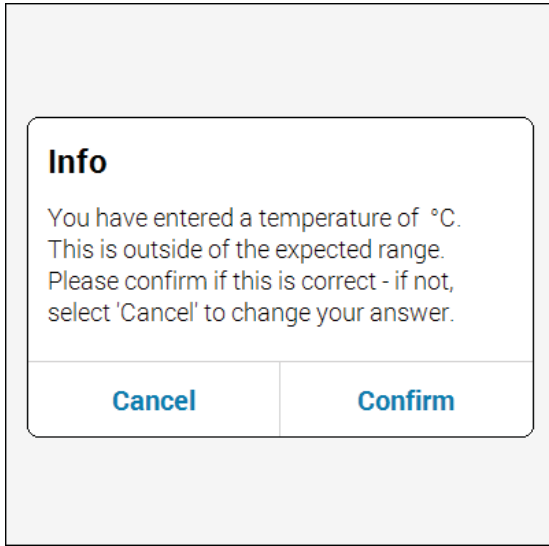 Info
You have entered a temperature of  °C.
This is outside of the expected range.
Please confirm if this is correct - if not,
select 'Cancel' to change your answer.
Cancel
Confirm